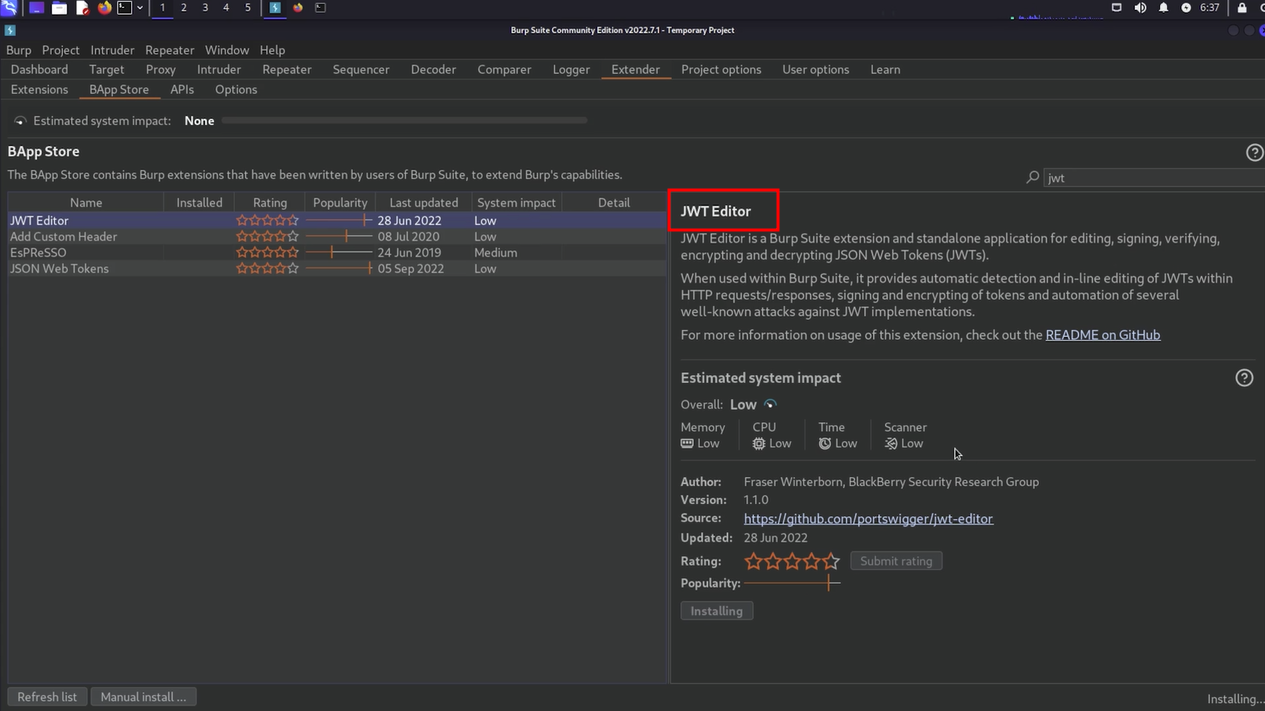 1 2 3 4 5 6:37
Burp Suite Community Edition v2022.7.1 - Temporary Project
Burp Project Intruder Repeater Window Help
Dashboard Target Proxy Intruder Repeater Sequencer Decoder Comparer Logger Extender Project options User options Learn
Extensions BApp Store APIs Options
Estimated system impact: None
BApp Store
The BApp Store contains Burp extensions that have been written by users of Burp Suite, to extend Burp's capabilities.
jwt
Name Installed Rating Popularity Last updated System impact Detail
JWT Editor 28 Jun 2022 Low
Add Custom Header 08 Jul 2020 Low
EsPReSSO 24 Jun 2019 Medium
JSON Web Tokens 05 Sep 2022 Low
JWT Editor
JWT Editor is a Burp Suite extension and standalone application for editing, signing, verifying,
encrypting and decrypting JSON Web Tokens (JWTs).
When used within Burp Suite, it provides automatic detection and in-line editing of JWTs within
HTTP requests/responses, signing and encrypting of tokens and automation of several
well-known attacks against JWT implementations.
For more information on usage of this extension, check out the README on GitHub
Estimated system impact
Overall: Low
Memory CPU Time Scanner
Low Low Low Low
Author: Fraser Winterborn, BlackBerry Security Research Group
Version: 1.1.0
Source: https://github.com/portswigger/jwt-editor
Updated: 28 Jun 2022
Rating: Submit rating
Popularity:
Installing
Refresh list Manual install ... Installing...